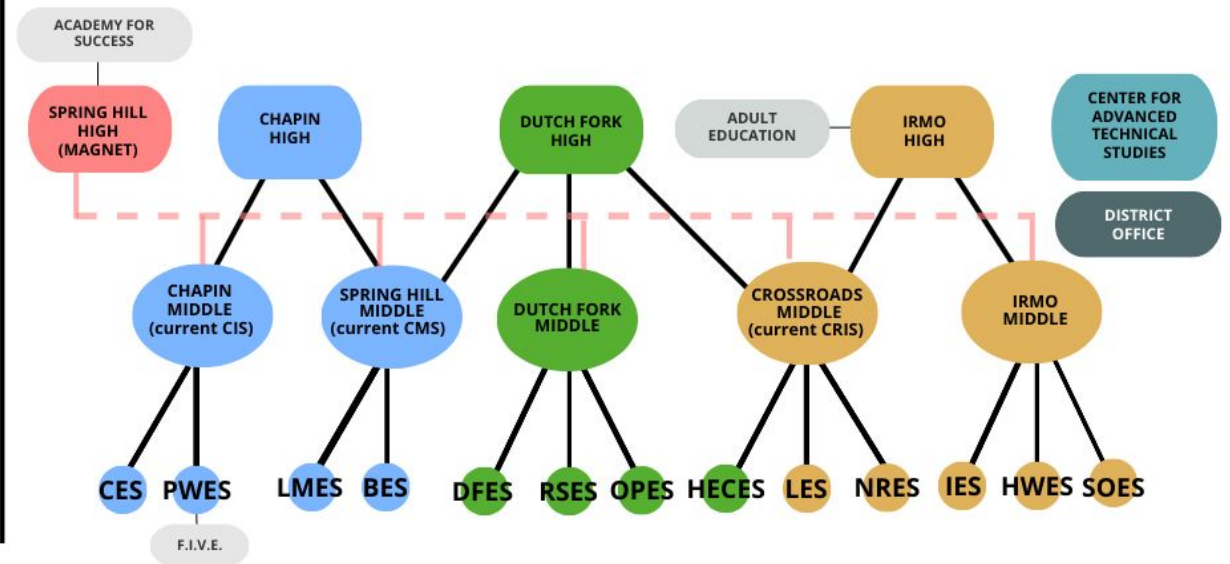 ACADEMY FOR
SUCCESS
SPRING HILL
HIGH
(MAGNET)
CHAPIN
HIGH
DUTCH FORK
HIGH
ADULT
EDUCATION
IRMO
HIGH
CENTER FOR
ADVANCED
TECHNICAL
STUDIES
DISTRICT
OFFICE
CHAPIN
MIDDLE
(current CIS)
SPRING HILL
MIDDLE
(current CMS)
DUTCH FORK
MIDDLE
CROSSROADS
MIDDLE
(current CRIS)
IRMO
MIDDLE
CES
PWES
LMES
BES
DFES
RSES
OPES
HECES
LES
NRES
IES
HWES
SOES
F.I.V.E.